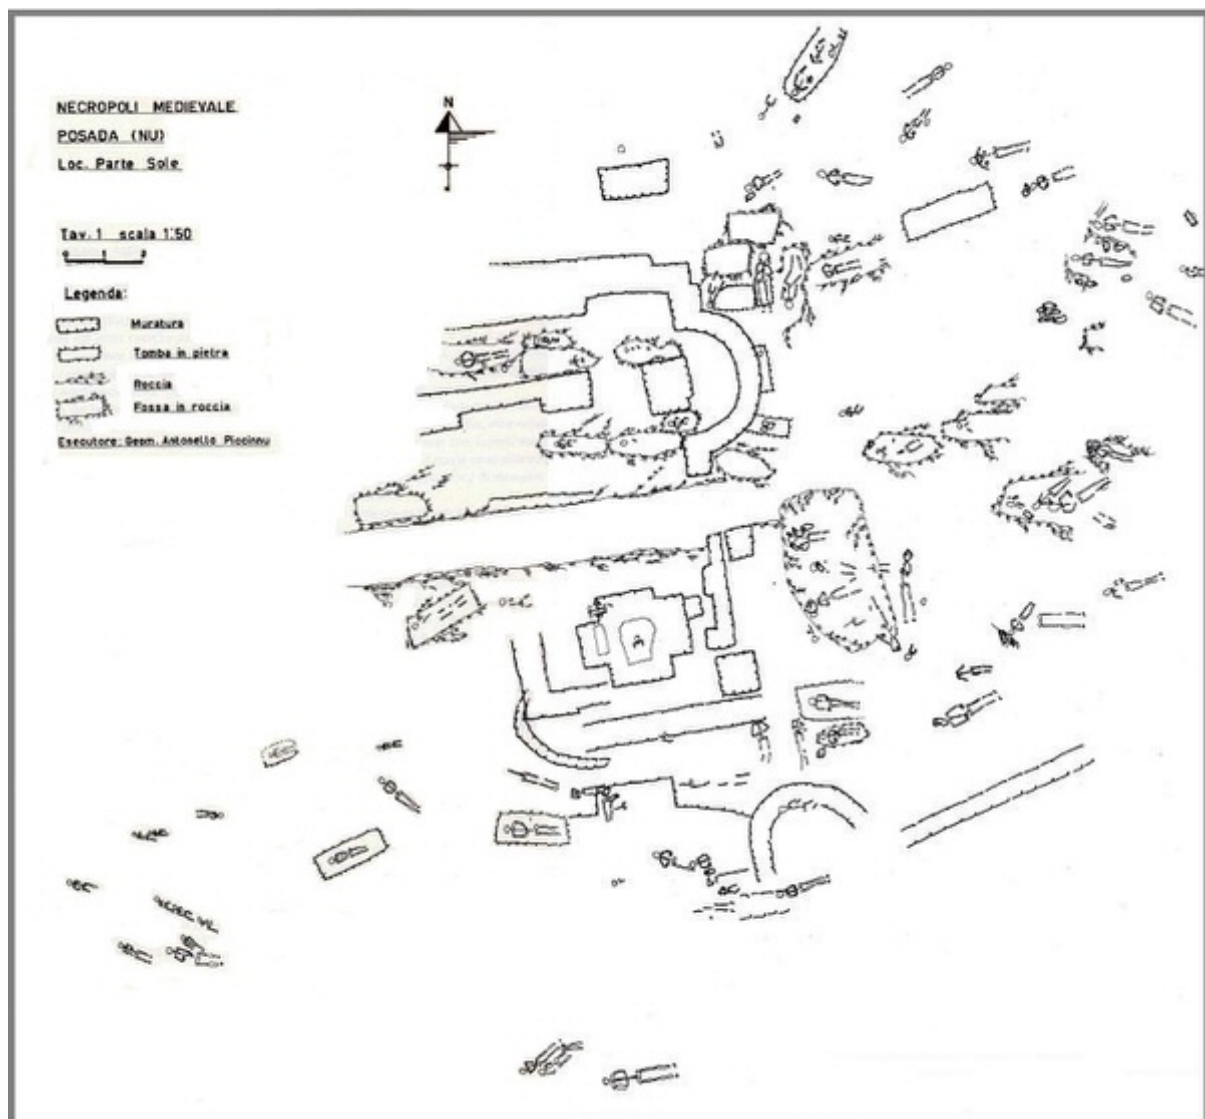 NECROPOLI MEDIEVALE
POSADA (NU)
Loc. Parte Sole
N
Tav. 1 scala 1:50
Legenda:
Muratura
Tomba in pietra
Roccia
Fossa in roccia
Esecutore: Geom. Antonello Piccinnu